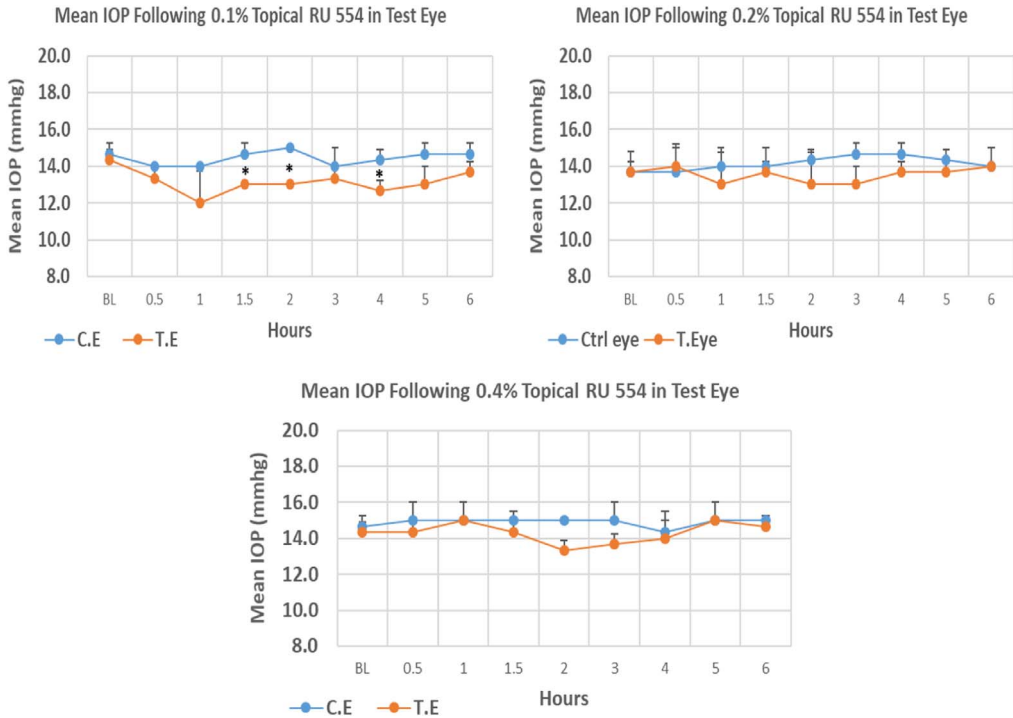 Mean IOP Following 0.1% Topical RU 554 in Test Eye
20.0
18.0
16.0
14.0
12.0
10.0
8.0
Mean IOP (mmhg)
* * *
BL 0.5 1 1.5 2 3 4 5 6
Hours
C.E T.E
Mean IOP Following 0.2% Topical RU 554 in Test Eye
20.0
18.0
16.0
14.0
12.0
10.0
8.0
Mean IOP (mmhg)
BL 0.5 1 1.5 2 3 4 5 6
Hours
Ctrl eye T.Eye
Mean IOP Following 0.4% Topical RU 554 in Test Eye
20.0
18.0
16.0
14.0
12.0
10.0
8.0
Mean IOP (mmhg)
BL 0.5 1 1.5 2 3 4 5 6
Hours
C.E T.E